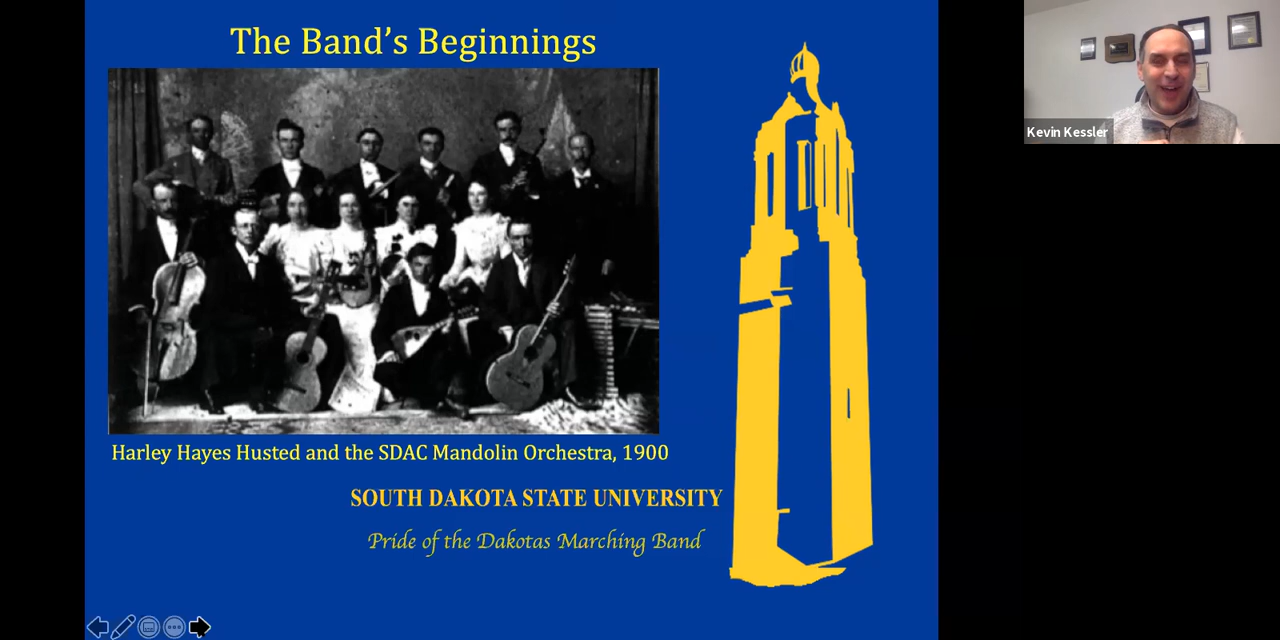 The Band's Beginnings
Kevin Kessler
Harley Hayes Husted and the SDAC Mandolin Orchestra, 1900
SOUTH DAKOTA STATE UNIVERSITY
Pride of the Dakotas Marching Band